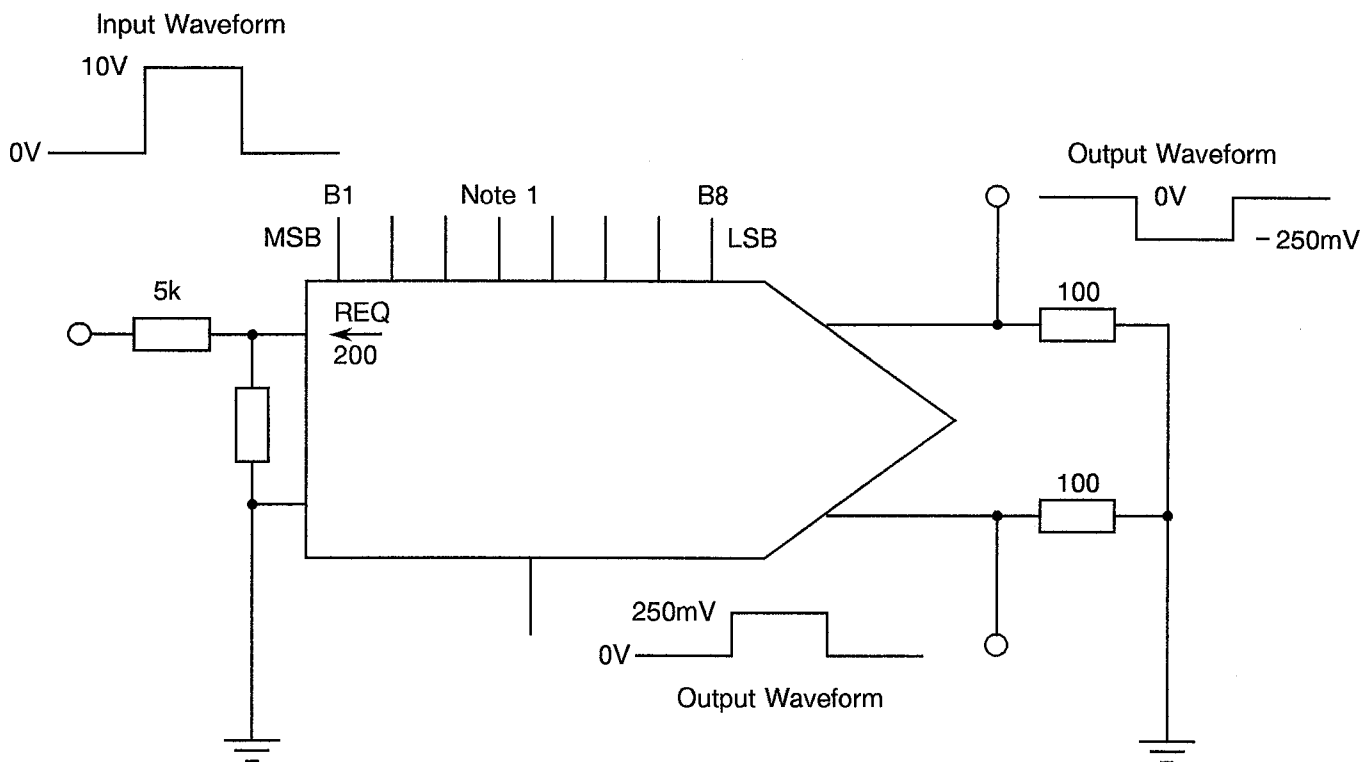 Input Waveform
10V
0V
Output Waveform
0V
– 250mV
B1 Note 1 B8
MSB LSB
5k
REQ
200
100
100
250mV
0V
Output Waveform